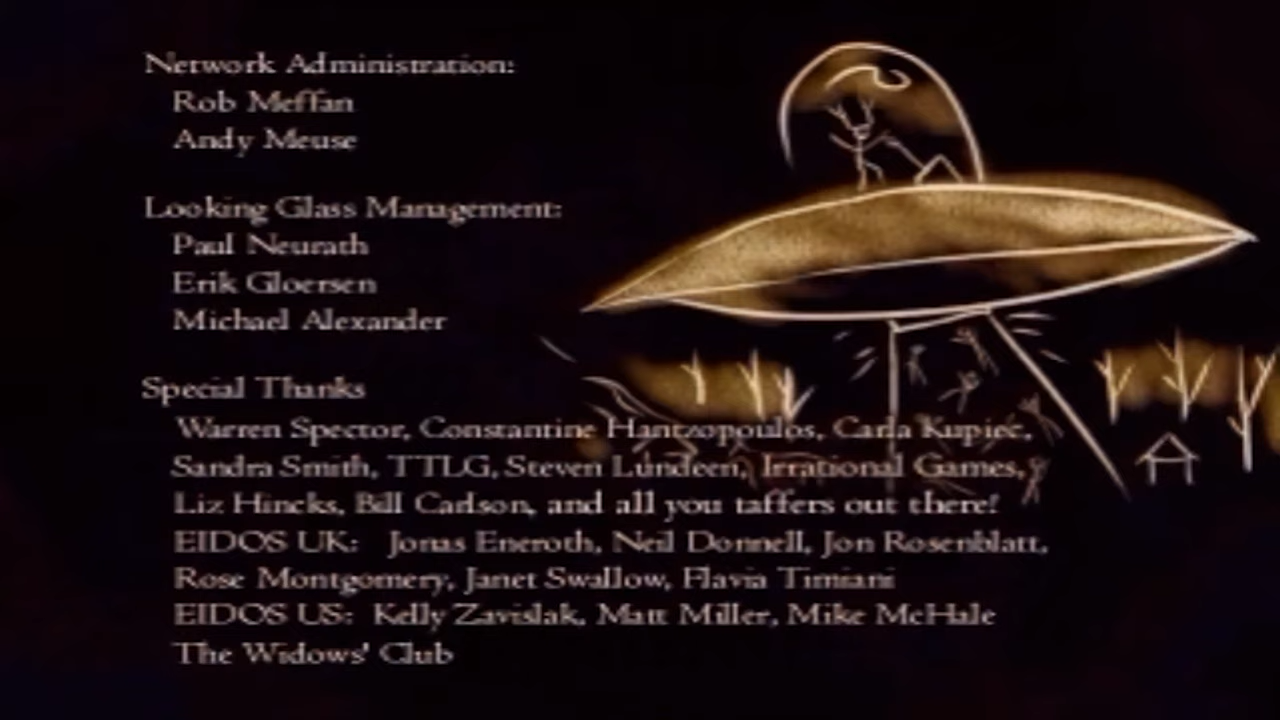 Network Administration:
Rob Meffan
Andy Meuse
Looking Glass Management:
Paul Neurath
Erik Gloersen
Michael Alexander
Special Thanks
Warren Spector, Constantine Hantzopoulos, Carla Kupiec,
Sandra Smith, TTLG, Steven Lundeen, Irrational Games,
Liz Hincks, Bill Carlson, and all you taffers out there!
EIDOS UK: Jonas Eneroth, Neil Donnell, Jon Rosenblatt,
Rose Montgomery, Janet Swallow, Flavia Timiani
EIDOS US: Kelly Zavislak, Matt Miller, Mike McHale
The Widows' Club